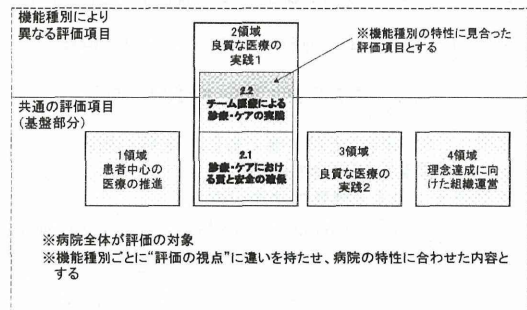 機能種別により
異なる評価項目
2領域
良質な医療の
実践1
※機能種別の特性に見合った
評価項目とする
2.2
チーム医療による
診療・ケアの実践
共通の評価項目
(基盤部分)
1領域
患者中心の
医療の推進
2.1
診療・ケアにおけ
る質と安全の確保
3領域
良質な医療の
実践2
4領域
理念達成に向
けた組織運営
※病院全体が評価の対象
※機能種別ごとに“評価の視点”に違いを持たせ、病院の特性に合わせた内容と
する